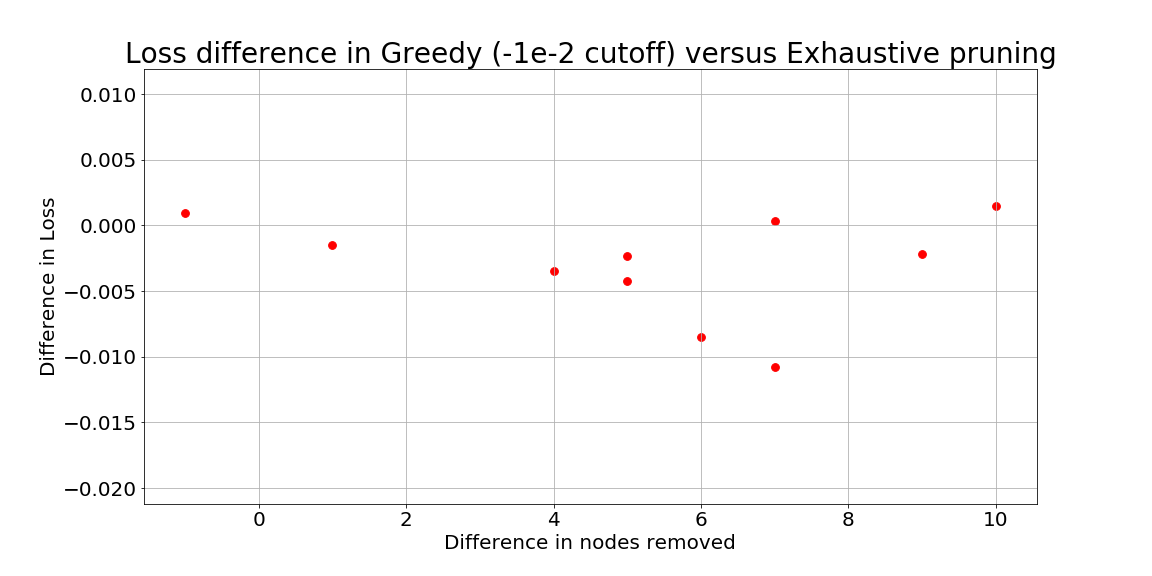 Loss difference in Greedy (-1e-2 cutoff) versus Exhaustive pruning
0.010
0.005
0.000
−0.005
−0.010
−0.015
−0.020
Difference in Loss
0 2 4 6 8 10
Difference in nodes removed